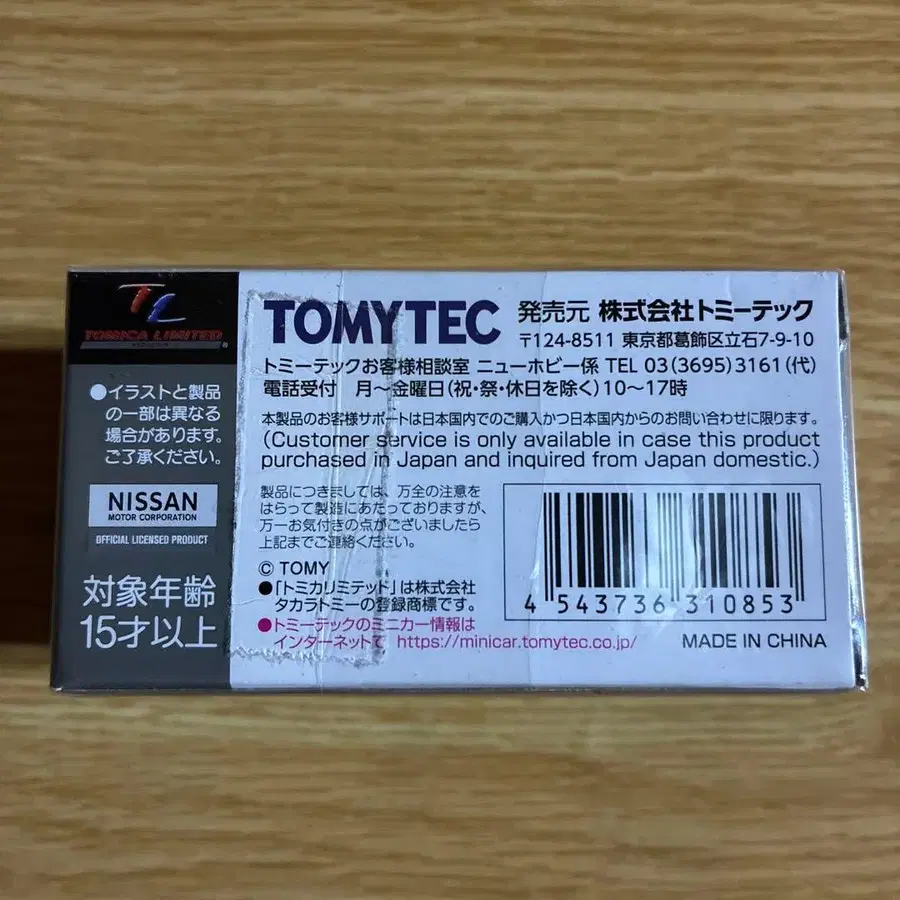 TL
TOMICA LIMITED
●イラストと製品
の一部は異なる
場合があります。
ご了承ください。
NISSAN
MOTOR CORPORATION
OFFICIAL LICENSED PRODUCT
対象年齢
15才以上
TOMYTEC 発売元 株式会社トミーテック
〒124-8511 東京都葛飾区立石7-9-10
トミーテックお客様相談室 ニューホビー係 TEL 03(3695)3161(代)
電話受付 月〜金曜日(祝・祭・休日を除く)10〜17時
本製品のお客様サポートは日本国内でのご購入かつ日本国内からのお問い合わせに限ります。
(Customer service is only available in case this product
purchased in Japan and inquired from Japan domestic.)
製品につきましては、万全の注意を
はらって製造にあたっておりますが、
万一お気付きの点がございましたら
上記までご連絡ください。
© TOMY
●「トミカリミテッド」は株式会社
タカラトミーの登録商標です。
●トミーテックのミニカー情報は
インターネットで https://minicar.tomytec.co.jp/
4 543736 310853
MADE IN CHINA